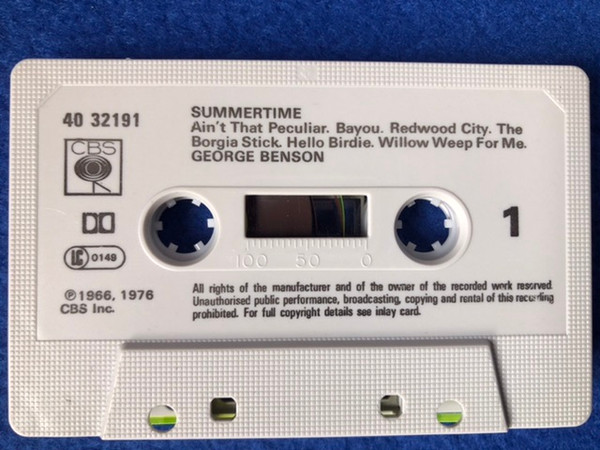 40 32191
SUMMERTIME
Ain't That Peculiar. Bayou. Redwood City. The
Borgia Stick. Hello Birdie. Willow Weep For Me.
GEORGE BENSON
CBS
1
LC 0149
100 50 0
℗ 1966, 1976
CBS Inc.
All rights of the manufacturer and of the owner of the recorded work reserved.
Unauthorised public performance, broadcasting, copying and rental of this recording
prohibited. For full copyright details see inlay card.